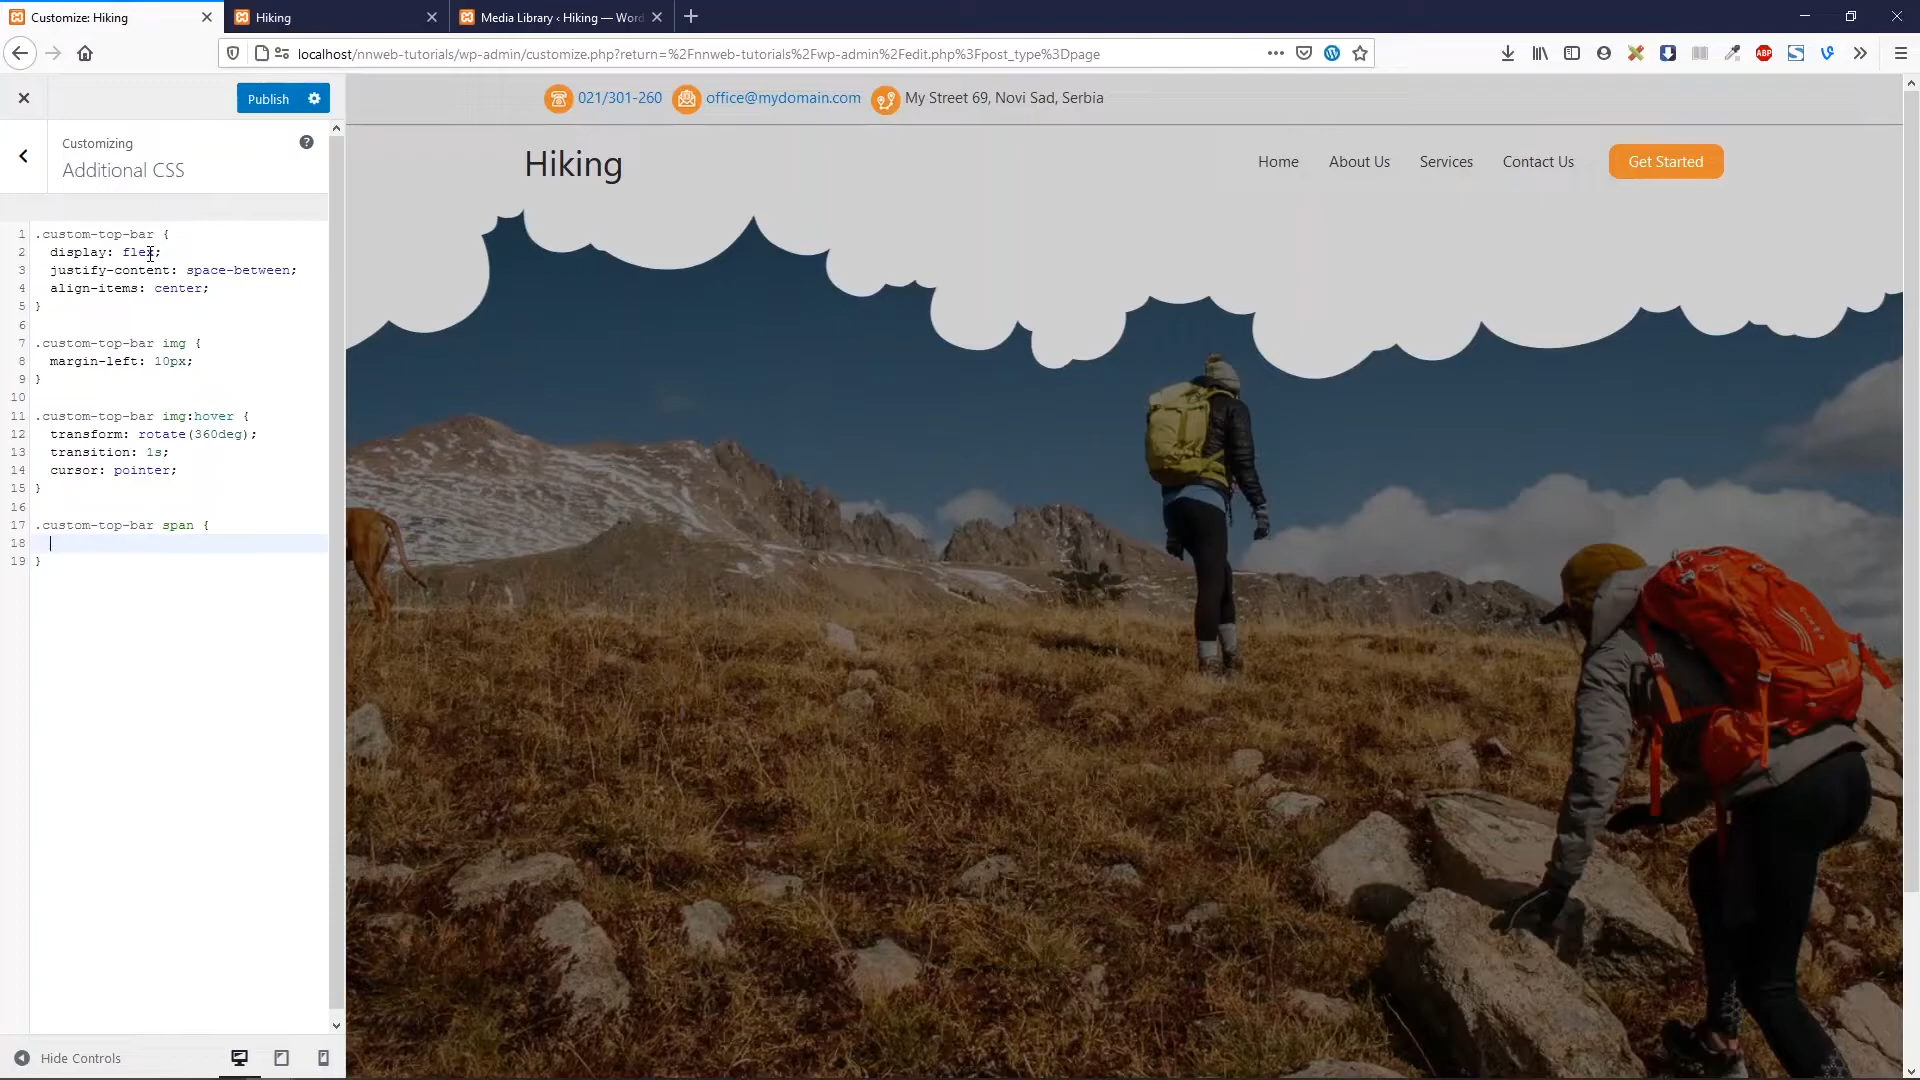 Customize: Hiking
Hiking
Media Library ‹ Hiking — Word
localhost/nnweb-tutorials/wp-admin/customize.php?return=%2Fnnweb-tutorials%2Fwp-admin%2Fedit.php%3Fpost_type%3Dpage
ABP
Publish
Customizing
Additional CSS
021/301-260
office@mydomain.com
My Street 69, Novi Sad, Serbia
Hiking
Home
About Us
Services
Contact Us
Get Started
1 .custom-top-bar {
2 display: flex;
3 justify-content: space-between;
4 align-items: center;
5 }
6
7 .custom-top-bar img {
8 margin-left: 10px;
9 }
10
11 .custom-top-bar img:hover {
12 transform: rotate(360deg);
13 transition: 1s;
14 cursor: pointer;
15 }
16
17 .custom-top-bar span {
18
19 }
Hide Controls